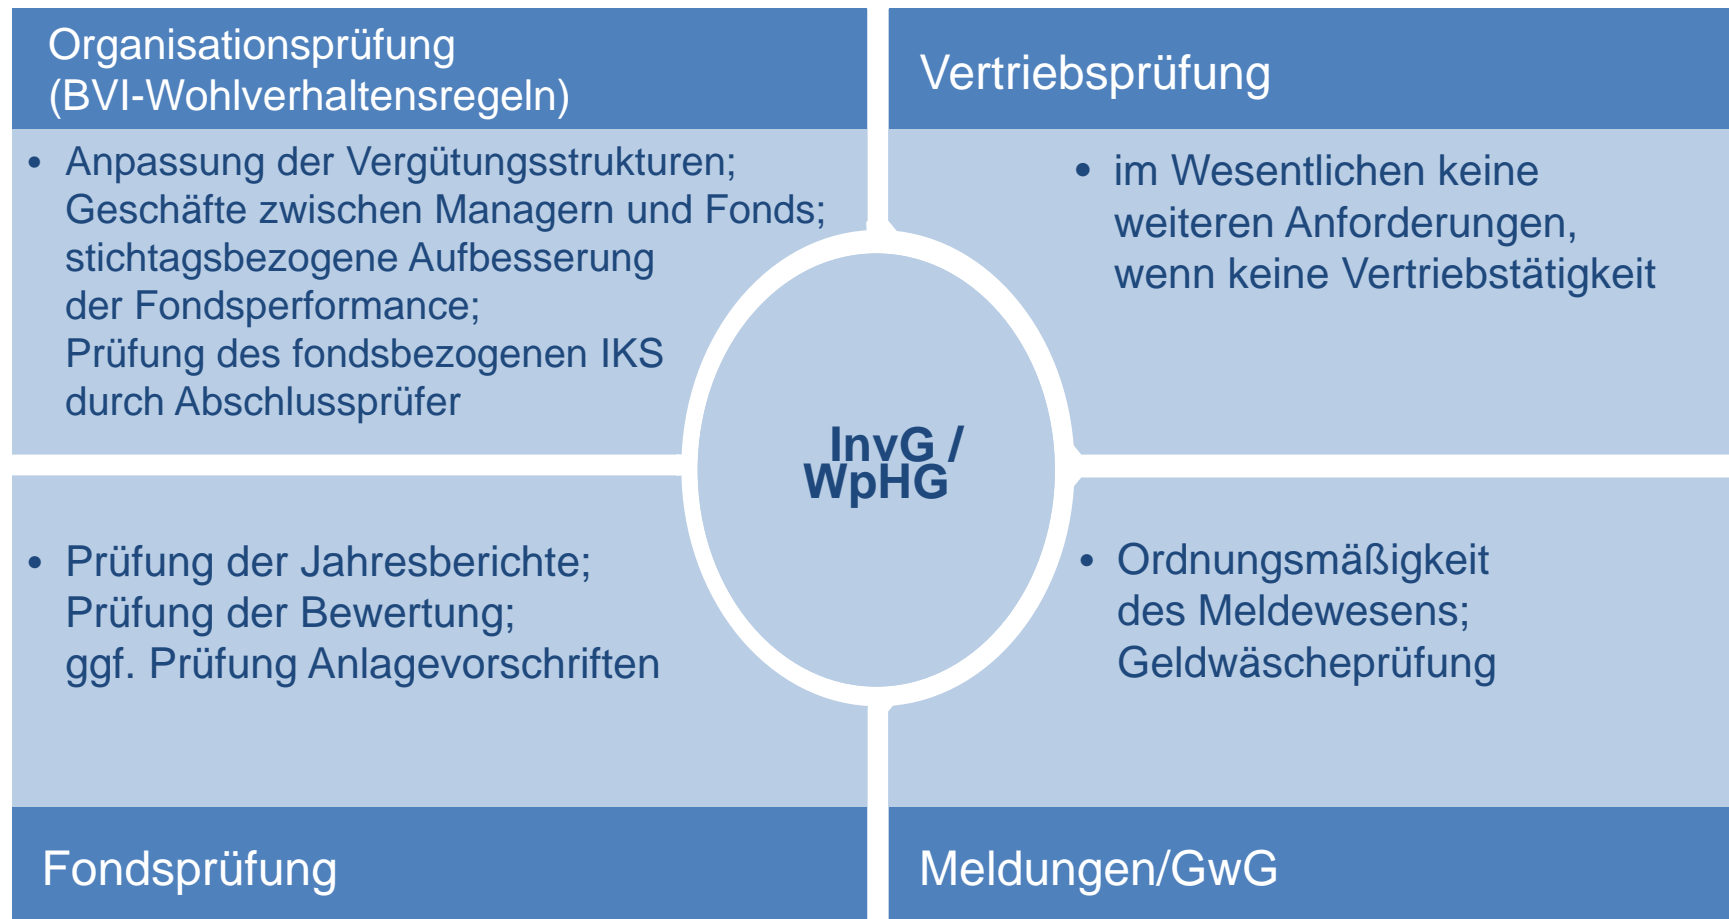 Organisationsprüfung
(BVI-Wohlverhaltensregeln)
• Anpassung der Vergütungsstrukturen;
Geschäfte zwischen Managern und Fonds;
stichtagsbezogene Aufbesserung
der Fondsperformance;
Prüfung des fondsbezogenen IKS
durch Abschlussprüfer
Vertriebsprüfung
• im Wesentlichen keine
weiteren Anforderungen,
wenn keine Vertriebstätigkeit
InvG /
WpHG
• Prüfung der Jahresberichte;
Prüfung der Bewertung;
ggf. Prüfung Anlagevorschriften
Fondsprüfung
• Ordnungsmäßigkeit
des Meldewesens;
Geldwäscheprüfung
Meldungen/GwG